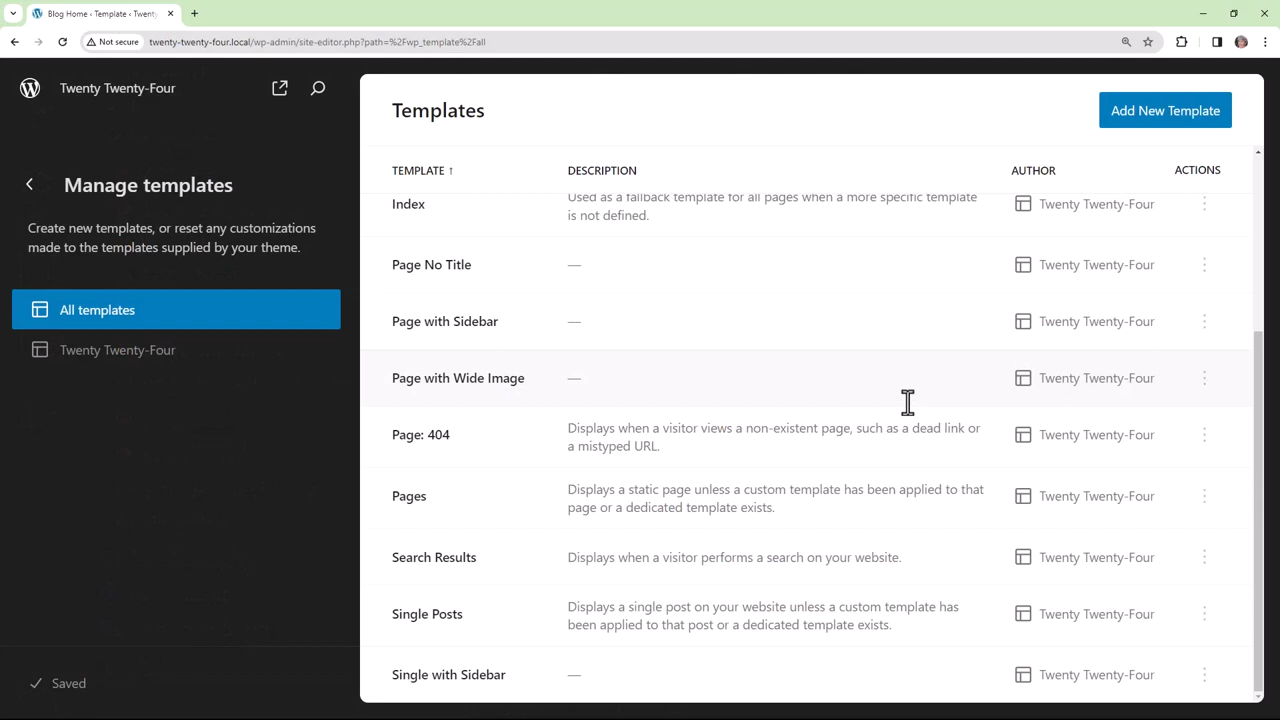 Blog Home ‹ Template ‹ Twenty
Not secure
twenty-twenty-four.local/wp-admin/site-editor.php?path=%2Fwp_template%2Fall
Twenty Twenty-Four
Manage templates
Create new templates, or reset any customizations
made to the templates supplied by your theme.
All templates
Twenty Twenty-Four
Saved
Templates
Add New Template
TEMPLATE ↑
DESCRIPTION
AUTHOR
ACTIONS
Index
Used as a fallback template for all pages when a more specific template
is not defined.
Twenty Twenty-Four
Page No Title
—
Twenty Twenty-Four
Page with Sidebar
—
Twenty Twenty-Four
Page with Wide Image
—
Twenty Twenty-Four
Page: 404
Displays when a visitor views a non-existent page, such as a dead link or
a mistyped URL.
Twenty Twenty-Four
Pages
Displays a static page unless a custom template has been applied to that
page or a dedicated template exists.
Twenty Twenty-Four
Search Results
Displays when a visitor performs a search on your website.
Twenty Twenty-Four
Single Posts
Displays a single post on your website unless a custom template has
been applied to that post or a dedicated template exists.
Twenty Twenty-Four
Single with Sidebar
—
Twenty Twenty-Four